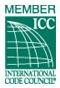 MEMBER
ICC
INTERNATIONAL
CODE COUNCIL®